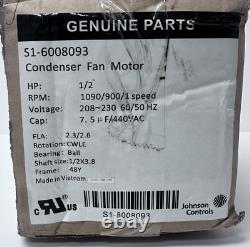 GENUINE PARTS
S1-6008093
Condenser Fan Motor
HP: 1/2
RPM: 1090/900/1 speed
Voltage: 208~230 60/50 HZ
Cap: 7.5 μF/440VAC
FLA: 2.3/2.6
Rotation: CWLE
Bearing: Ball
Shaft size: 1/2X3.8
Frame: 48Y
Made in Vietnam
c RU US
S1-6008093
Johnson
Controls